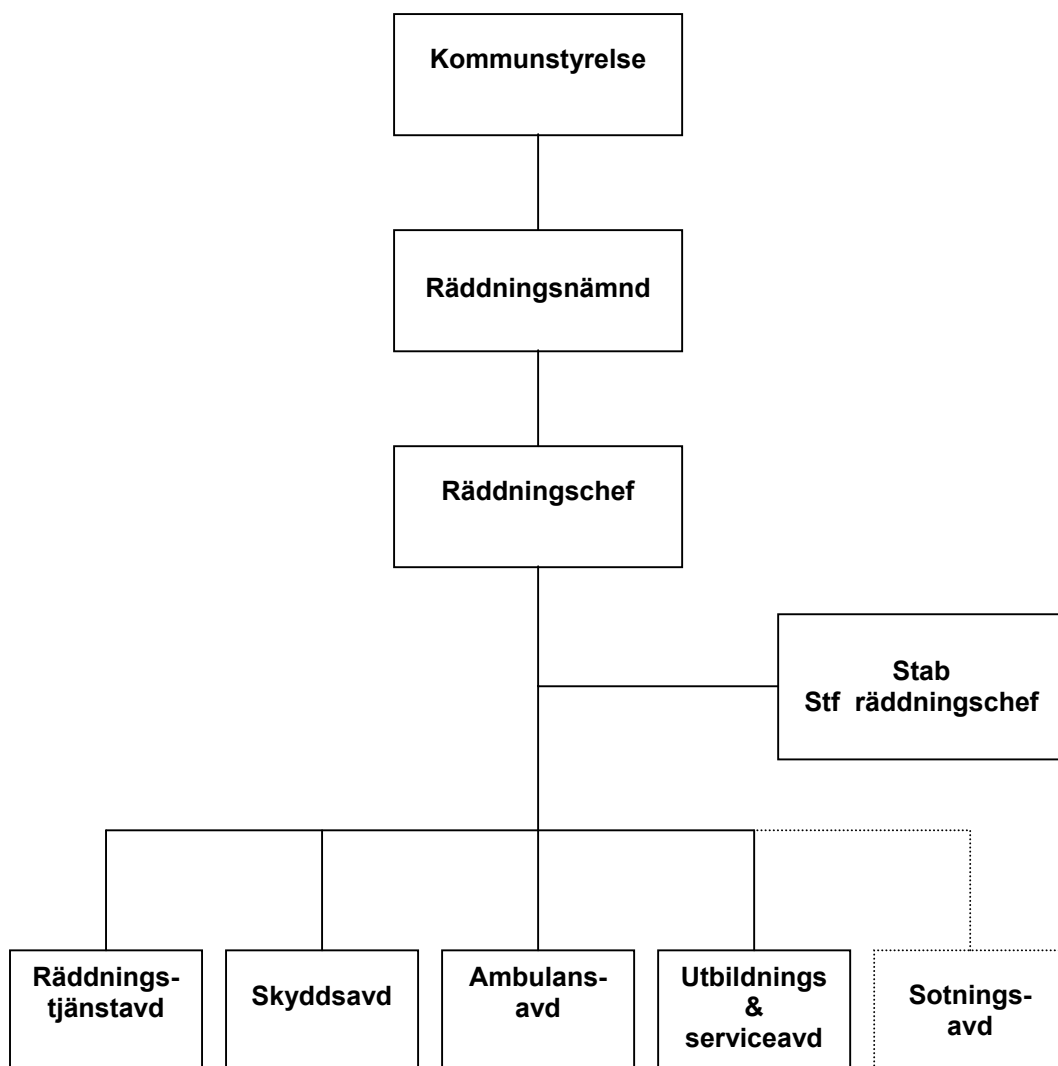 Kommunstyrelse
Räddningsnämnd
Räddningschef
Stab
Stf räddningschef
Räddnings-
tjänstavd
Skyddsavd
Ambulans-
avd
Utbildnings
&
serviceavd
Sotnings-
avd